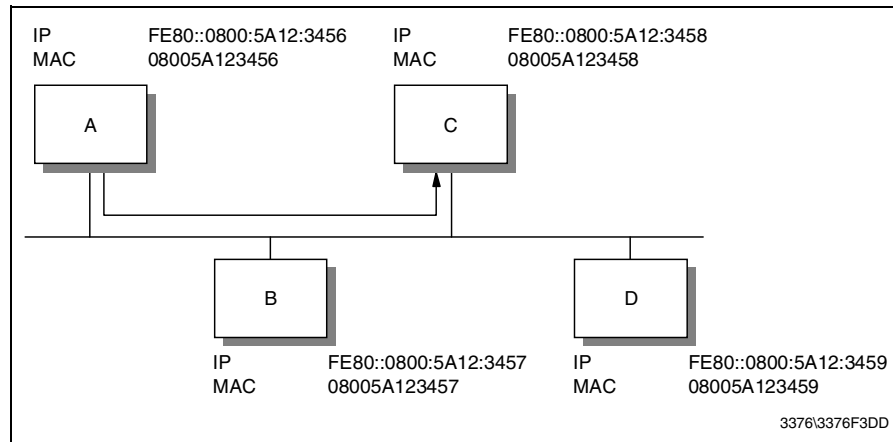 IP FE80::0800:5A12:3456
MAC 08005A123456
A
IP FE80::0800:5A12:3458
MAC 08005A123458
C
B
IP FE80::0800:5A12:3457
MAC 08005A123457
D
IP FE80::0800:5A12:3459
MAC 08005A123459
3376\3376F3DD